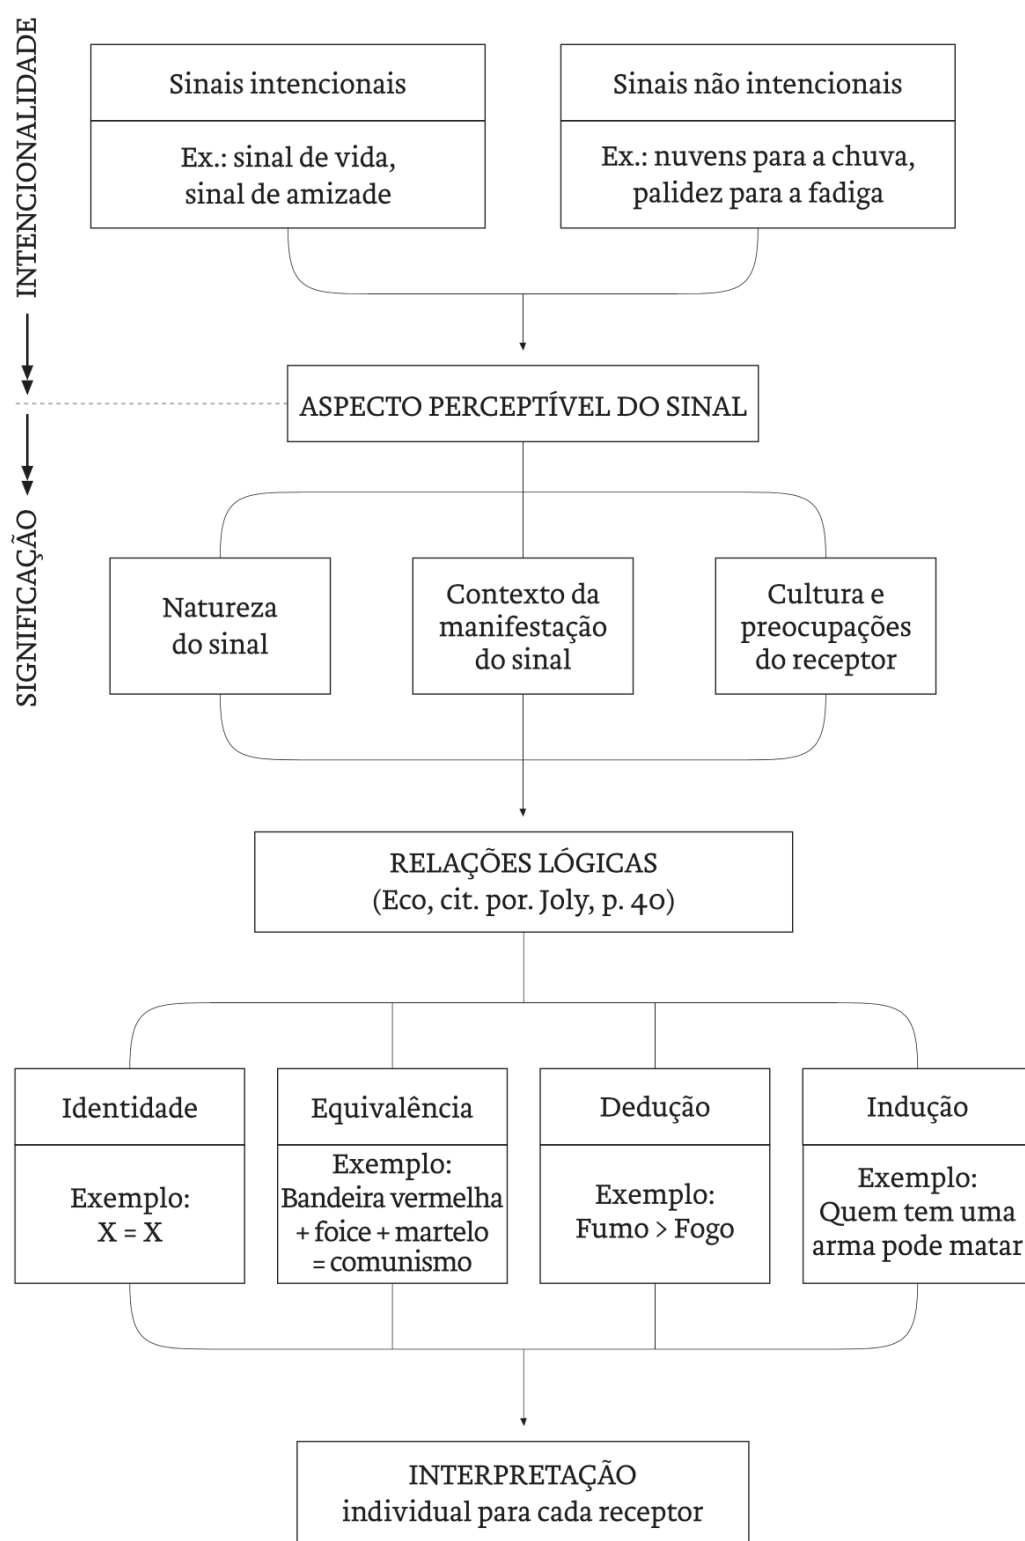 INTENCIONALIDADE
Sinais intencionais
Ex.: sinal de vida,
sinal de amizade
Sinais não intencionais
Ex.: nuvens para a chuva,
palidez para a fadiga
ASPECTO PERCEPTÍVEL DO SINAL
SIGNIFICAÇÃO
Natureza
do sinal
Contexto da
manifestação
do sinal
Cultura e
preocupações
do receptor
RELAÇÕES LÓGICAS
(Eco, cit. por. Joly, p. 40)
Identidade
Exemplo:
X = X
Equivalência
Exemplo:
Bandeira vermelha
+ foice + martelo
= comunismo
Dedução
Exemplo:
Fumo > Fogo
Indução
Exemplo:
Quem tem uma
arma pode matar
INTERPRETAÇÃO
individual para cada receptor